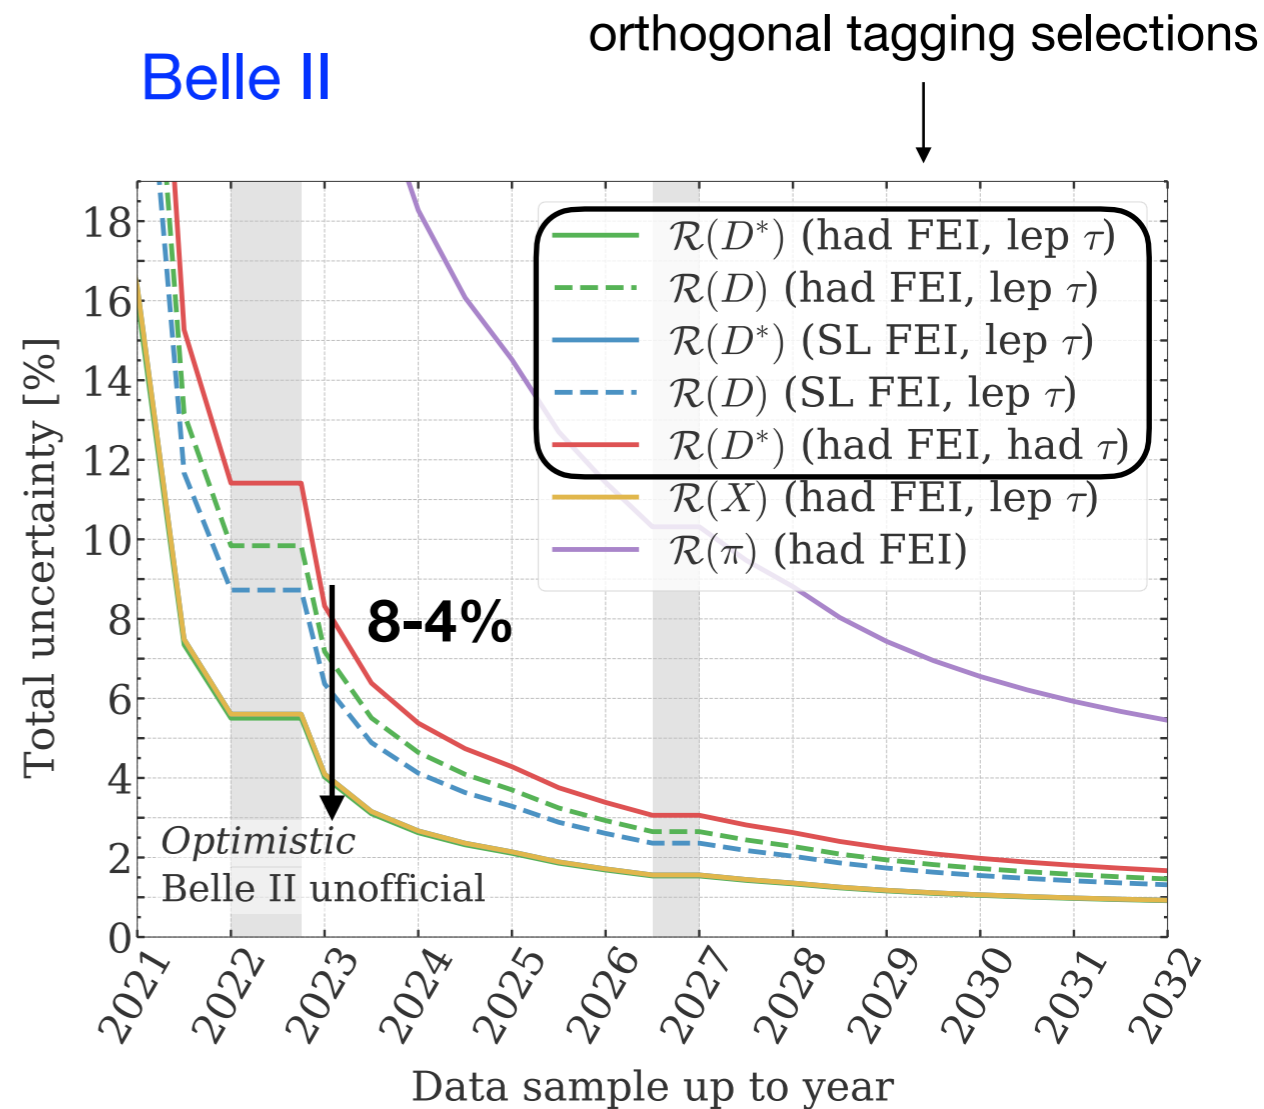 orthogonal tagging selections
Belle II
18
16
14
12
10
8
6
4
2
0
Total uncertainty [%]
ℛ(D*) (had FEI, lep τ)
ℛ(D) (had FEI, lep τ)
ℛ(D*) (SL FEI, lep τ)
ℛ(D) (SL FEI, lep τ)
ℛ(D*) (had FEI, had τ)
ℛ(X) (had FEI, lep τ)
ℛ(π) (had FEI)
8-4%
Optimistic
Belle II unofficial
2021
2022
2023
2024
2025
2026
2027
2028
2029
2030
2031
2032
Data sample up to year